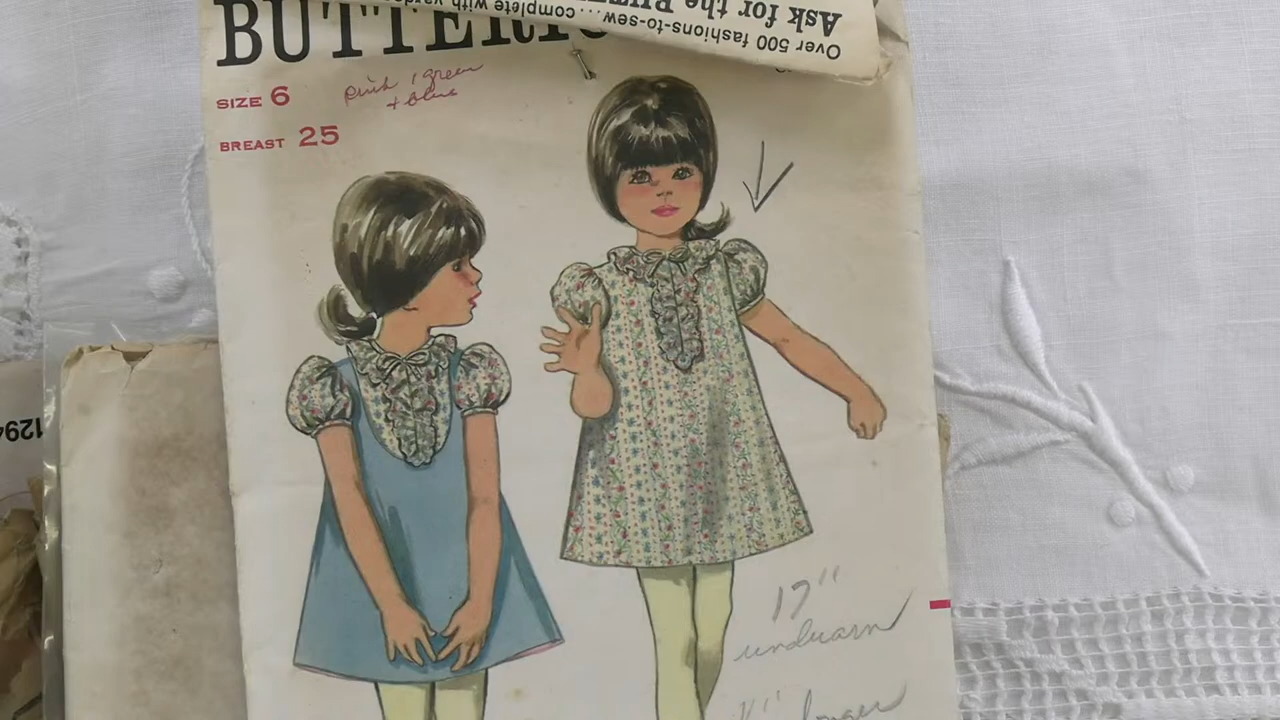 BUTTERI
Ask for the
Over 500 fashions-to-sew...complete with
SIZE 6
pink / green
+ blue
BREAST 25
17"
underarm
longer
1294